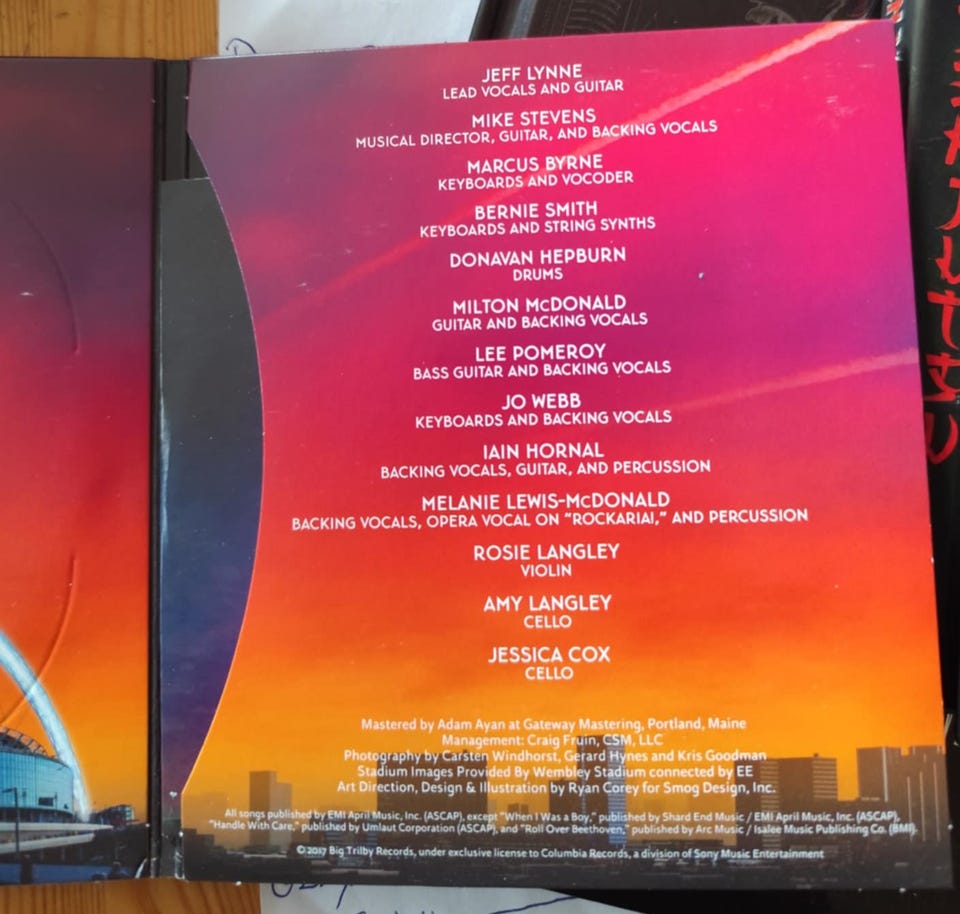 JEFF LYNNE
LEAD VOCALS AND GUITAR
MIKE STEVENS
MUSICAL DIRECTOR, GUITAR, AND BACKING VOCALS
MARCUS BYRNE
KEYBOARDS AND VOCODER
BERNIE SMITH
KEYBOARDS AND STRING SYNTHS
DONAVAN HEPBURN
DRUMS
MILTON McDONALD
GUITAR AND BACKING VOCALS
LEE POMEROY
BASS GUITAR AND BACKING VOCALS
JO WEBB
KEYBOARDS AND BACKING VOCALS
IAIN HORNAL
BACKING VOCALS, GUITAR, AND PERCUSSION
MELANIE LEWIS-McDONALD
BACKING VOCALS, OPERA VOCAL ON “ROCKARIA!,” AND PERCUSSION
ROSIE LANGLEY
VIOLIN
AMY LANGLEY
CELLO
JESSICA COX
CELLO
Mastered by Adam Ayan at Gateway Mastering, Portland, Maine
Management: Craig Fruin, CSM, LLC
Photography by Carsten Windhorst, Gerard Hynes and Kris Goodman
Stadium Images Provided By Wembley Stadium connected by EE
Art Direction, Design & Illustration by Ryan Corey for Smog Design, Inc.
All songs published by EMI April Music, Inc. (ASCAP), except “When I Was a Boy,” published by Shard End Music / EMI April Music, Inc. (ASCAP),
“Handle With Care,” published by Umlaut Corporation (ASCAP), and “Roll Over Beethoven,” published by Arc Music / Isalee Music Publishing Co. (BMI).
© 2017 Big Trilby Records, under exclusive license to Columbia Records, a division of Sony Music Entertainment